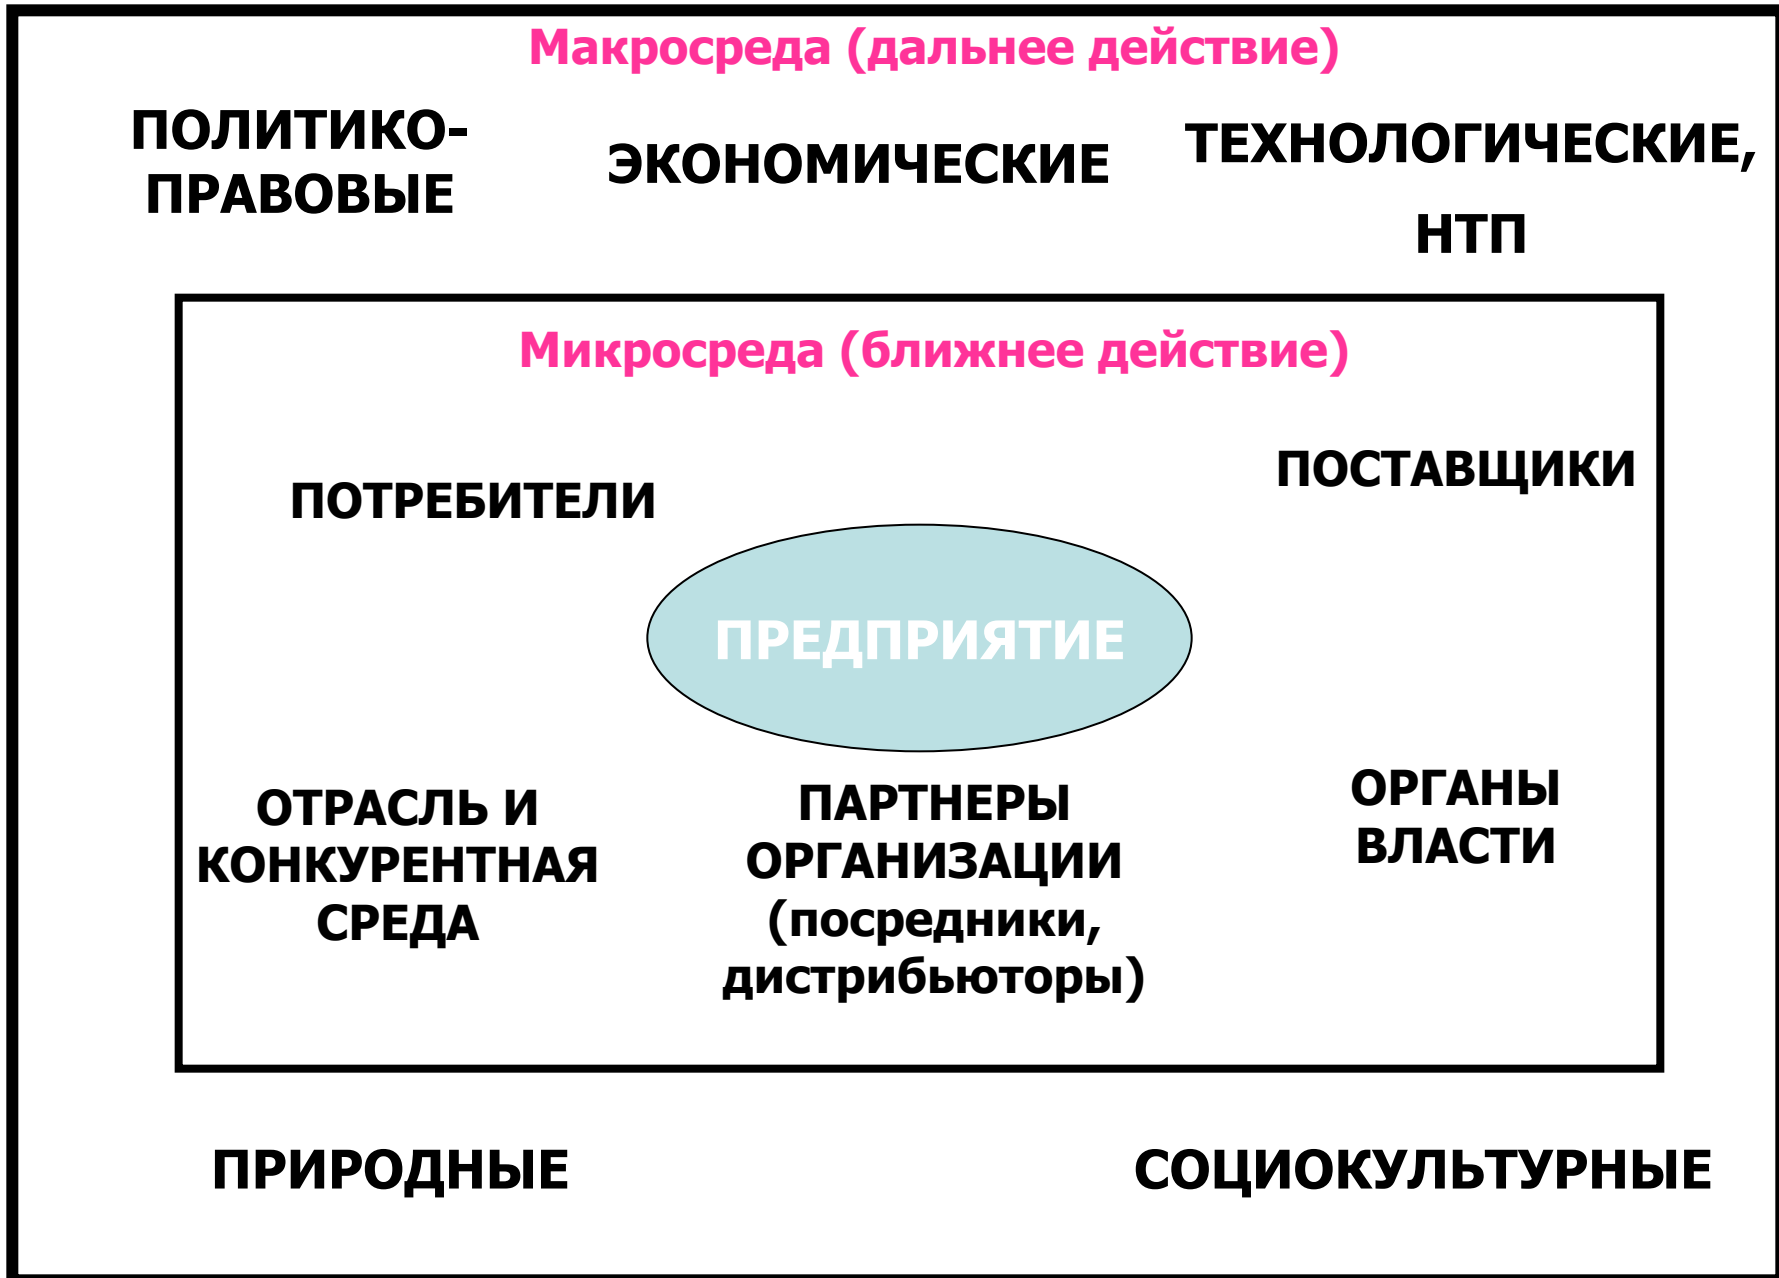 Макросреда (дальнее действие)
ПОЛИТИКО-
ПРАВОВЫЕ
ЭКОНОМИЧЕСКИЕ
ТЕХНОЛОГИЧЕСКИЕ,
НТП
Микросреда (ближнее действие)
ПОТРЕБИТЕЛИ
ПОСТАВЩИКИ
ПРЕДПРИЯТИЕ
ОТРАСЛЬ И
КОНКУРЕНТНАЯ
СРЕДА
ПАРТНЕРЫ
ОРГАНИЗАЦИИ
(посредники,
дистрибьюторы)
ОРГАНЫ
ВЛАСТИ
ПРИРОДНЫЕ
СОЦИОКУЛЬТУРНЫЕ